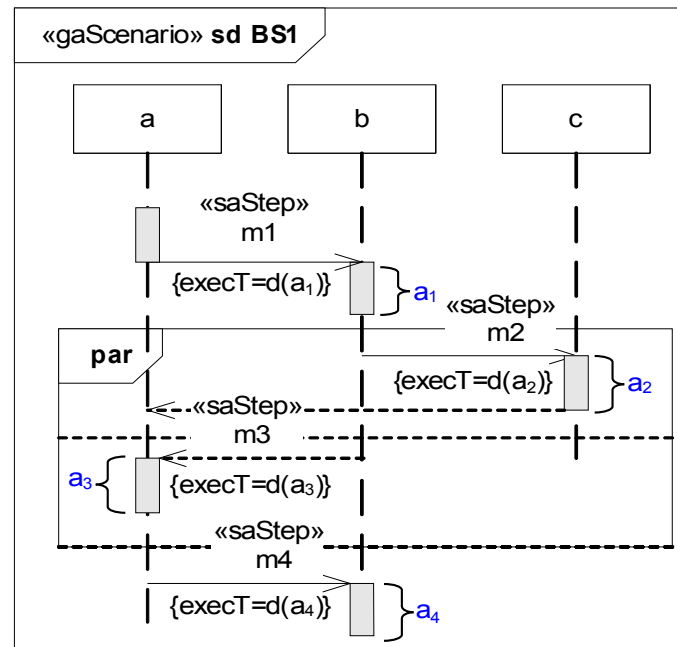 «gaScenario» sd BS1
a
b
c
«saStep»
m1
{execT=d(a₁)}
a₁
«saStep»
m2
par
{execT=d(a₂)}
a₂
«saStep»
m3
a₃
{execT=d(a₃)}
«saStep»
m4
{execT=d(a₄)}
a₄